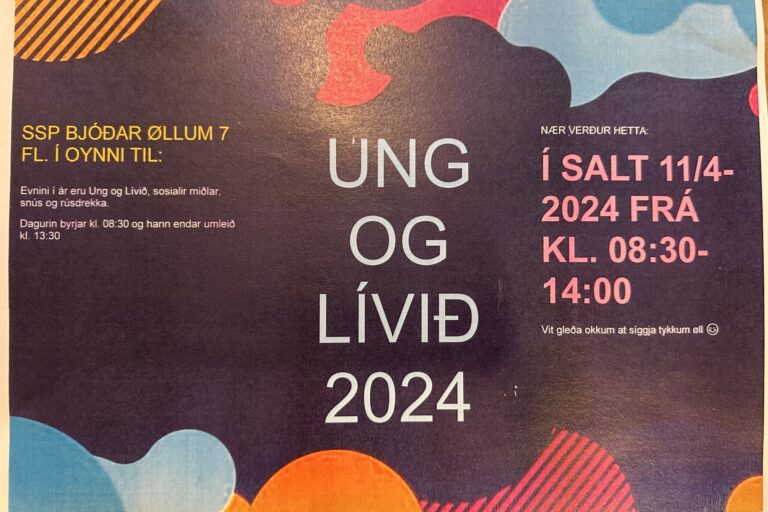 SSP BJÓÐAR ØLLUM 7
FL. Í OYNNI TIL:
Evnini í ár eru Ung og Lívið, sosialir miðlar,
snús og rúsdrekka.
Dagurin byrjar kl. 08:30 og hann endar umleið
kl. 13:30
UNG
OG
LÍVIÐ
2024
NÆR VERÐUR HETTA:
Í SALT 11/4-
2024 FRÁ
KL. 08:30-
14:00
Vit gleða okkum at síggja tykkum øll ☺